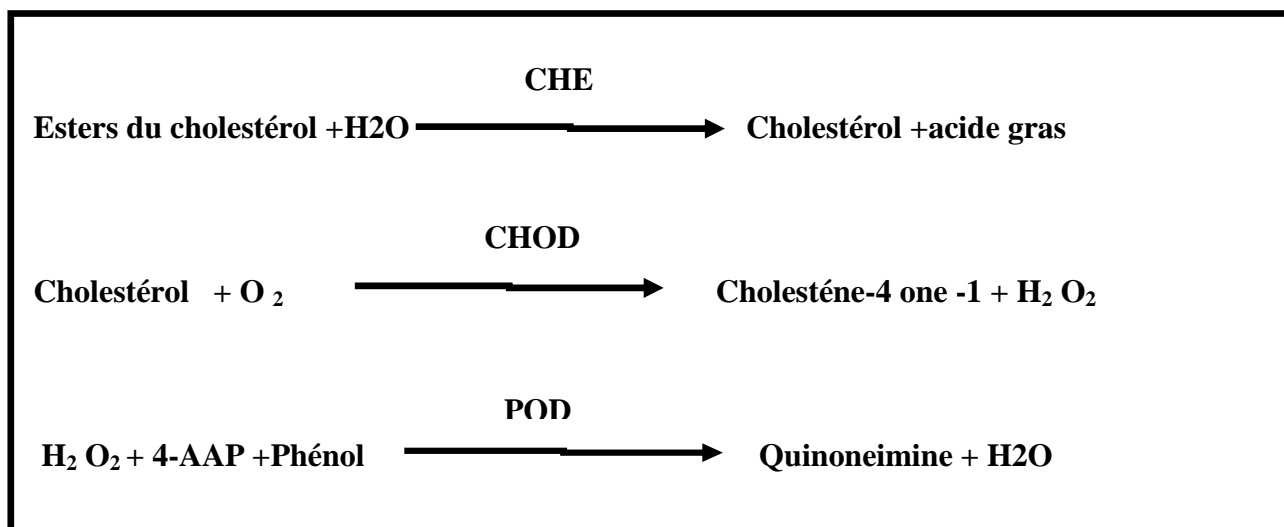 CHE
Esters du cholestérol +H2O Cholestérol +acide gras
CHOD
Cholestérol + O 2 Cholesténe-4 one -1 + H2 O2
POD
H2 O2 + 4-AAP +Phénol Quinoneimine + H2O